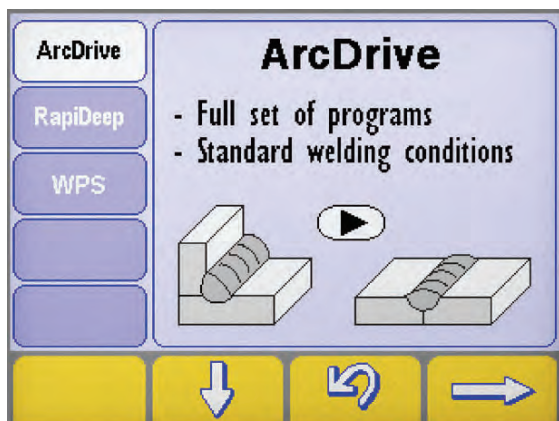 ArcDrive
RapiDeep
WPS
ArcDrive
- Full set of programs
- Standard welding conditions